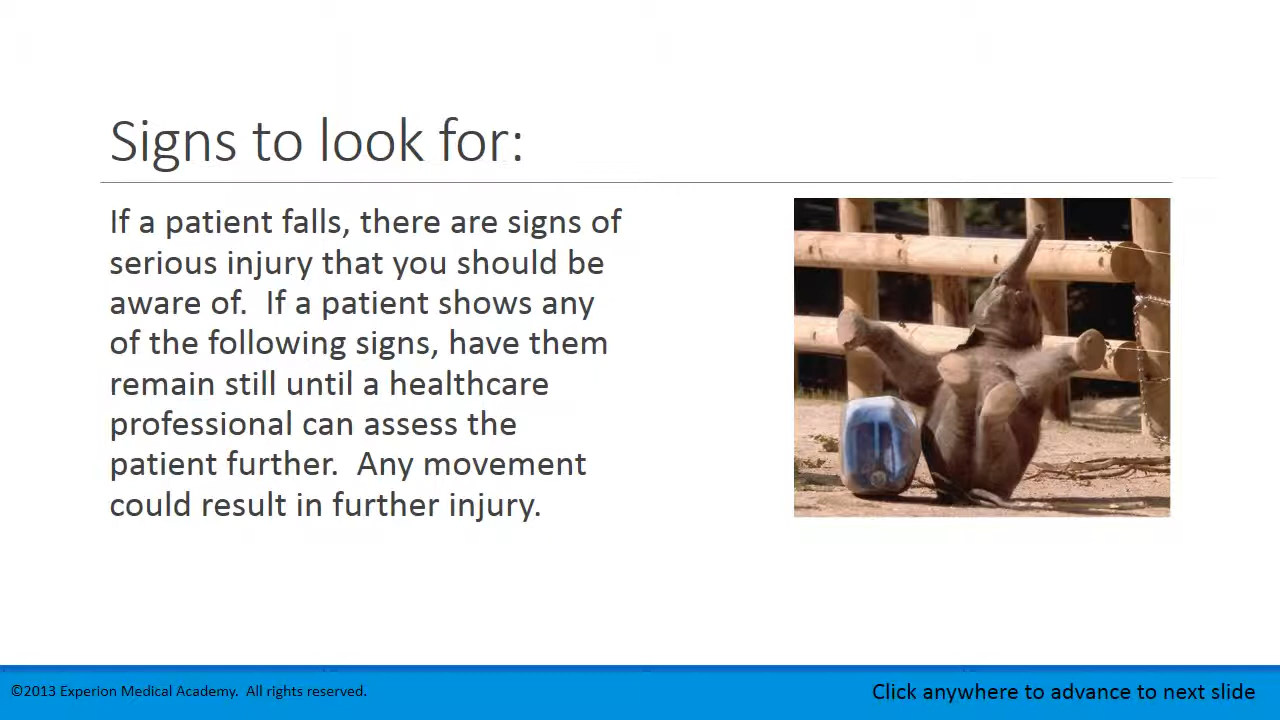 Signs to look for:
If a patient falls, there are signs of
serious injury that you should be
aware of.  If a patient shows any
of the following signs, have them
remain still until a healthcare
professional can assess the
patient further.  Any movement
could result in further injury.
©2013 Experion Medical Academy.  All rights reserved.
Click anywhere to advance to next slide